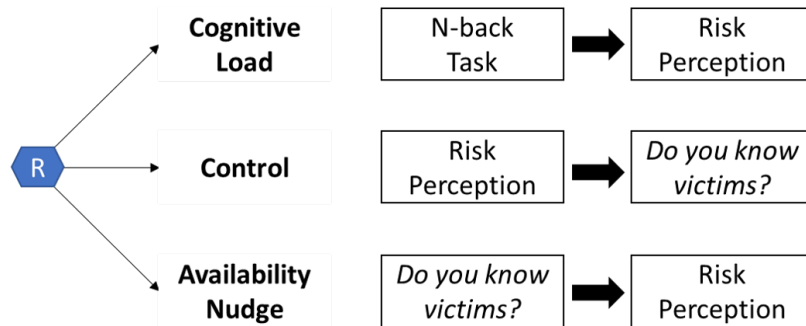 Cognitive
Load
N-back
Task
Risk
Perception
R
Control
Risk
Perception
Do you know
victims?
Availability
Nudge
Do you know
victims?
Risk
Perception